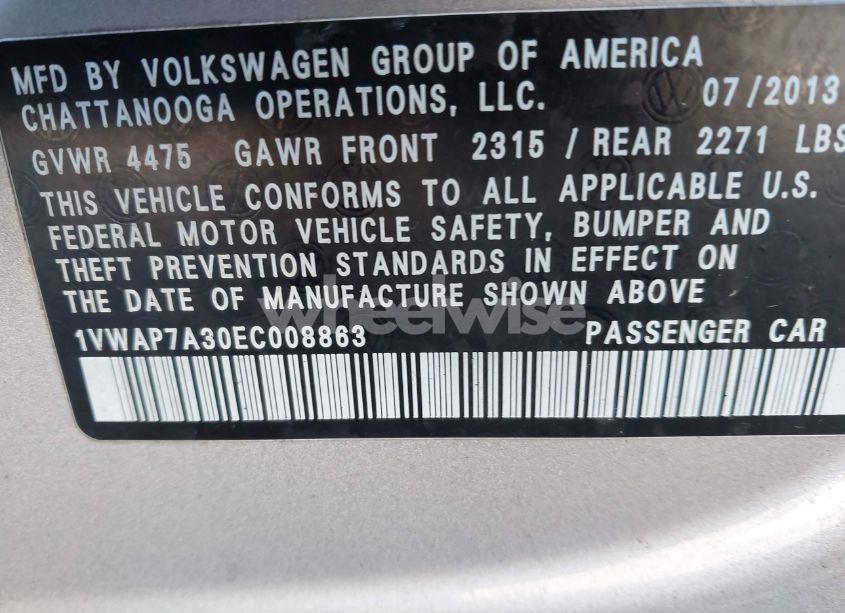 MFD BY VOLKSWAGEN GROUP OF AMERICA
CHATTANOOGA OPERATIONS, LLC. 07/2013
GVWR 4475 GAWR FRONT 2315 / REAR 2271 LBS
THIS VEHICLE CONFORMS TO ALL APPLICABLE U.S.
FEDERAL MOTOR VEHICLE SAFETY, BUMPER AND
THEFT PREVENTION STANDARDS IN EFFECT ON
THE DATE OF MANUFACTURE SHOWN ABOVE
wheelwise
1VWAP7A30EC008863 PASSENGER CAR